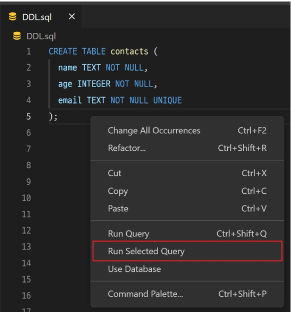 DDL.sql ×
DDL.sql
1 CREATE TABLE contacts (
2 name TEXT NOT NULL,
3 age INTEGER NOT NULL,
4 email TEXT NOT NULL UNIQUE
5 );
6
7
8
9
10
11
12
13
14
15
16
17
Change All Occurrences Ctrl+F2
Refactor... Ctrl+Shift+R
Cut Ctrl+X
Copy Ctrl+C
Paste Ctrl+V
Run Query Ctrl+Shift+Q
Run Selected Query
Use Database
Command Palette... Ctrl+Shift+P